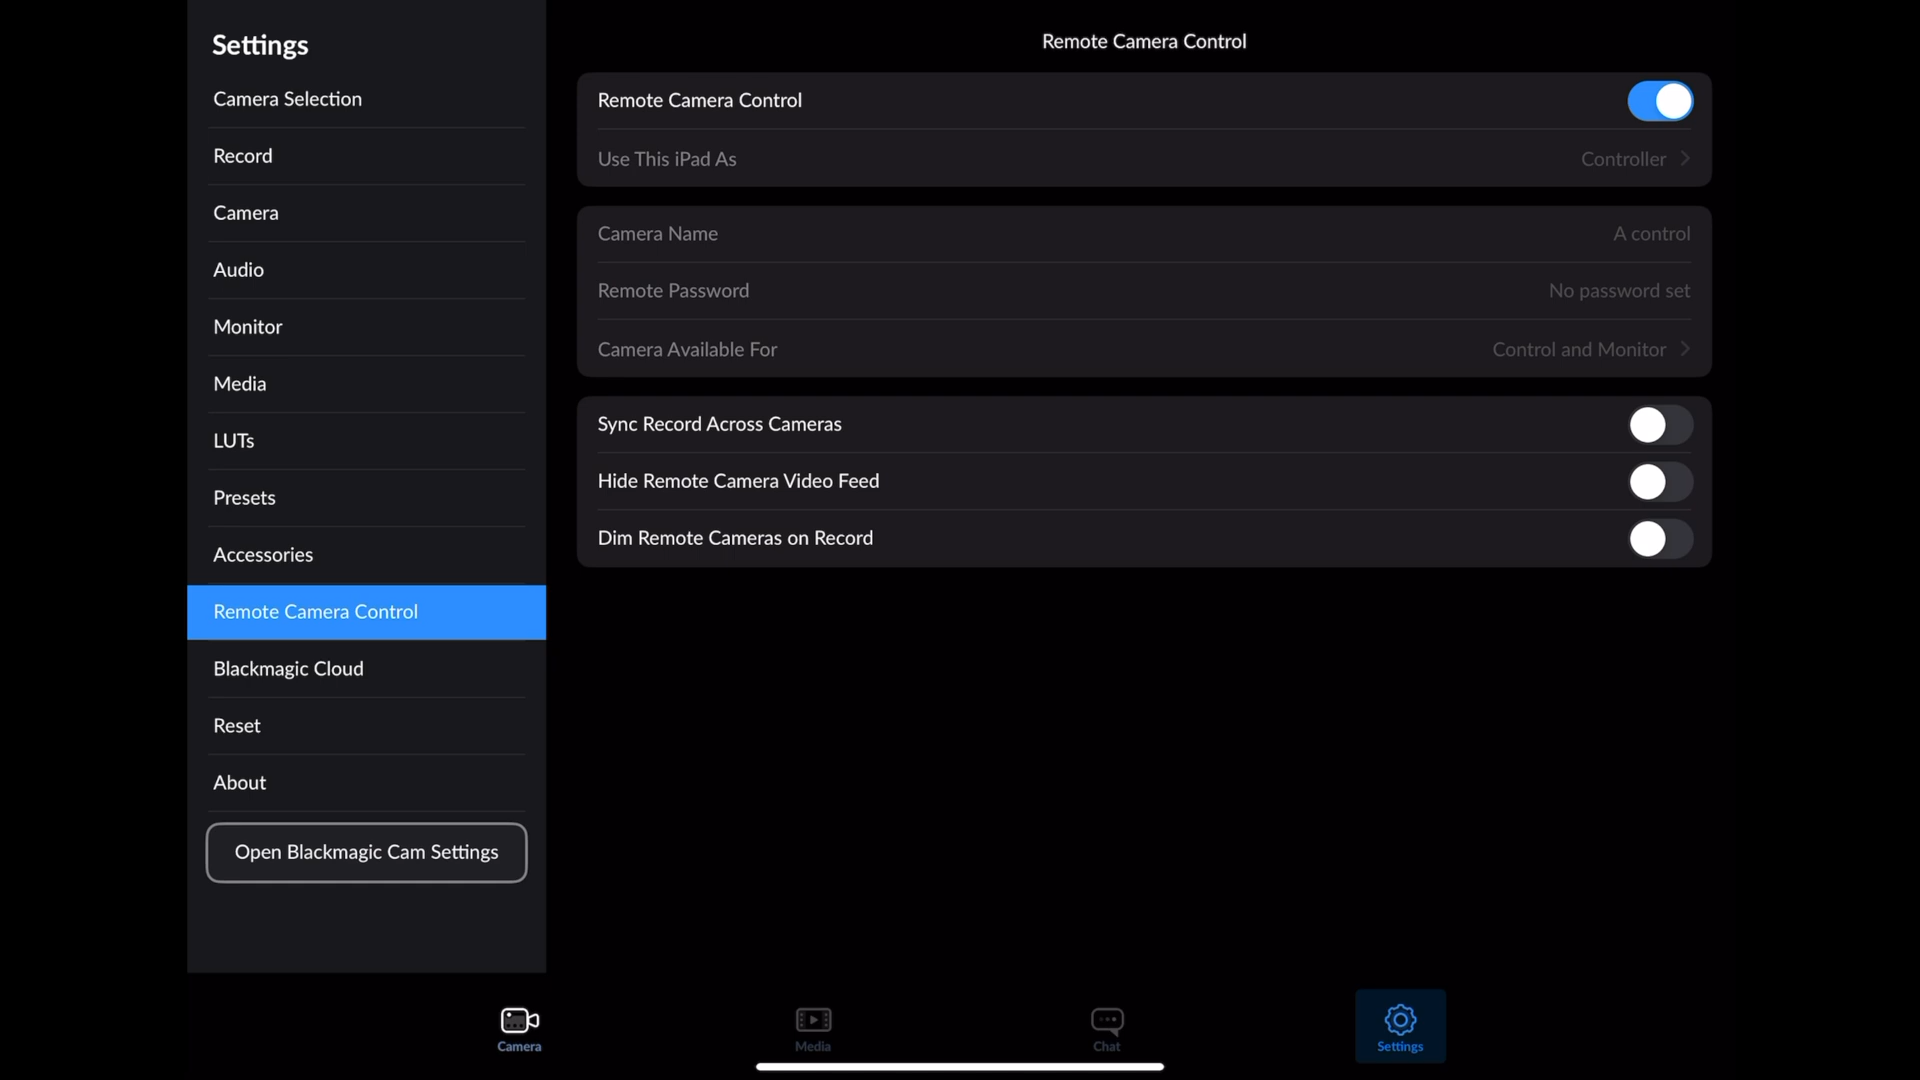 Settings
Camera Selection
Record
Camera
Audio
Monitor
Media
LUTs
Presets
Accessories
Remote Camera Control
Blackmagic Cloud
Reset
About
Open Blackmagic Cam Settings
Remote Camera Control
Remote Camera Control
Use This iPad As Controller
Camera Name A control
Remote Password No password set
Camera Available For Control and Monitor
Sync Record Across Cameras
Hide Remote Camera Video Feed
Dim Remote Cameras on Record
Camera
Media
Chat
Settings